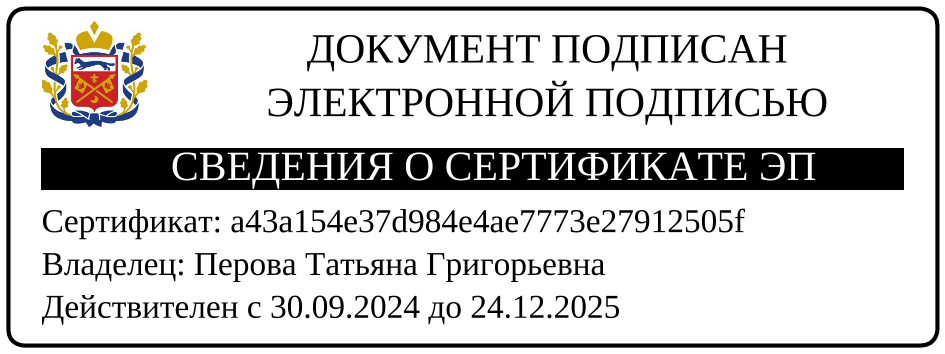 ДОКУМЕНТ ПОДПИСАН
ЭЛЕКТРОННОЙ ПОДПИСЬЮ
СВЕДЕНИЯ О СЕРТИФИКАТЕ ЭП
Сертификат: a43a154e37d984e4ae7773e27912505f
Владелец: Перова Татьяна Григорьевна
Действителен с 30.09.2024 до 24.12.2025